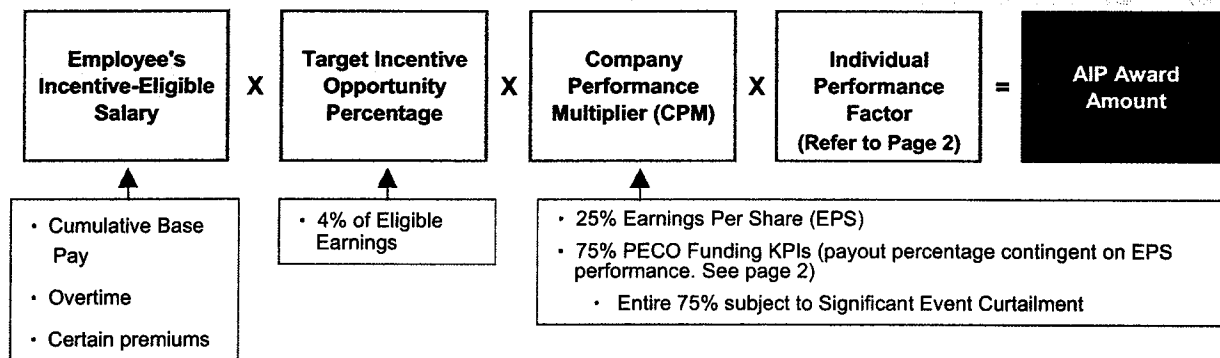 Employee's
Incentive-Eligible
Salary
X
Target Incentive
Opportunity
Percentage
X
Company
Performance
Multiplier (CPM)
X
Individual
Performance
Factor
(Refer to Page 2)
=
AIP Award
Amount
• Cumulative Base
Pay
• Overtime
• Certain premiums
• 4% of Eligible
Earnings
• 25% Earnings Per Share (EPS)
• 75% PECO Funding KPIs (payout percentage contingent on EPS
performance. See page 2)
• Entire 75% subject to Significant Event Curtailment